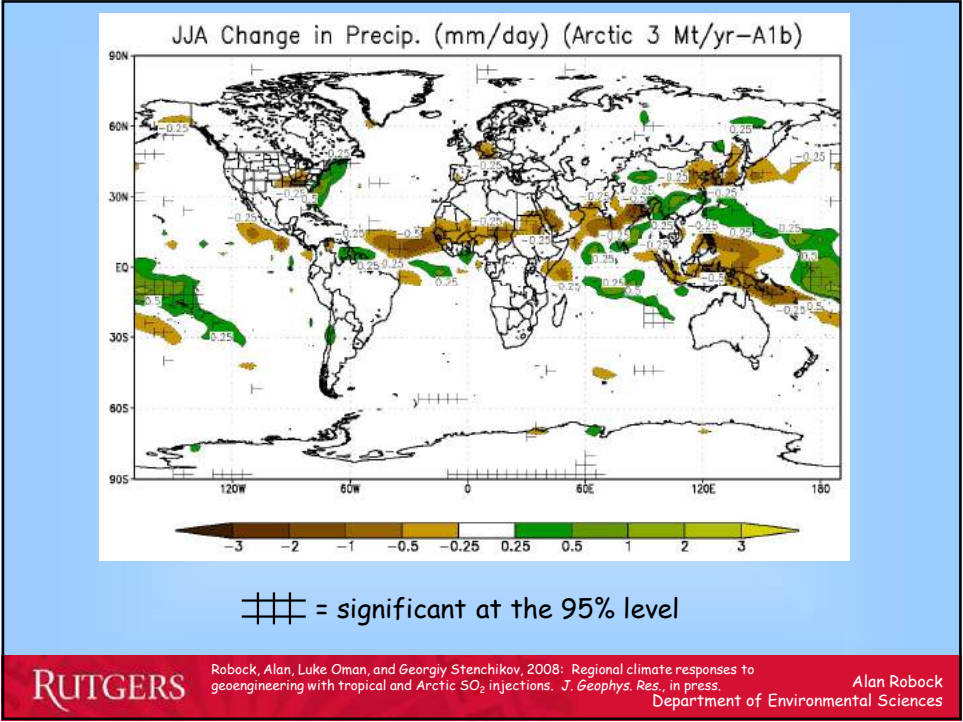 JJA Change in Precip. (mm/day) (Arctic 3 Mt/yr-A1b)
90N
60N
30N
EQ
30S
60S
90S
120W 60W 0 60E 120E 180
-3 -2 -1 -0.5 -0.25 0.25 0.5 1 2 3
= significant at the 95% level
RUTGERS
Robock, Alan, Luke Oman, and Georgiy Stenchikov, 2008: Regional climate responses to
geoengineering with tropical and Arctic SO₂ injections. J. Geophys. Res., in press.
Alan Robock
Department of Environmental Sciences